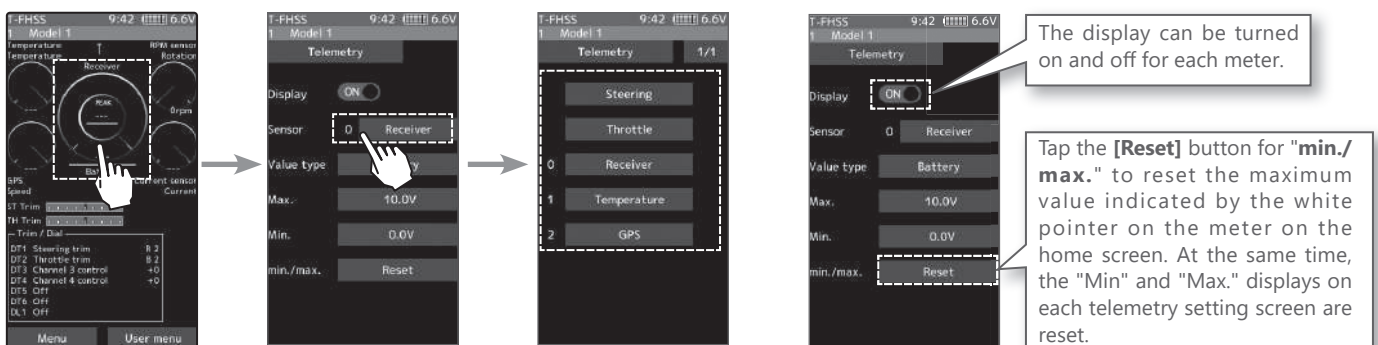 T-FHSS 9:42 6.6V
1 Model 1
Temperature T RPM sensor
Temperature Rotation
Receiver
PEAK
---
--- 0rpm
GPS Current sensor
Speed Current
ST Trim
TH Trim
Trim / Dial
DT1 Steering trim R 2
DT2 Throttle trim B 2
DT3 Channel 3 control +0
DT4 Channel 4 control +0
DT5 Off
DT6 Off
DL1 Off
Menu User menu
T-FHSS 9:42 6.6V
1 Model 1
Telemetry
Display ON
Sensor 0 Receiver
Value type
Max. 10.0V
Min. 0.0V
min./max. Reset
T-FHSS 9:42 6.6V
1 Model 1
Telemetry 1/1
Steering
Throttle
0 Receiver
1 Temperature
2 GPS
T-FHSS 9:42 6.6V
1 Model 1
Telemetry
Display ON
Sensor 0 Receiver
Value type Battery
Max. 10.0V
Min. 0.0V
min./max. Reset
The display can be turned
on and off for each meter.
Tap the [Reset] button for "min./
max." to reset the maximum
value indicated by the white
pointer on the meter on the
home screen. At the same time,
the "Min" and "Max." displays on
each telemetry setting screen are
reset.